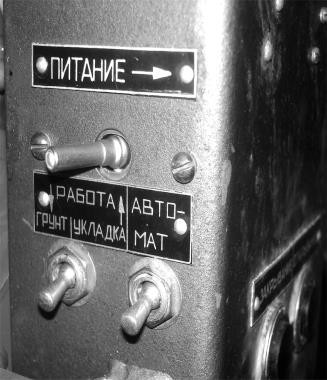 ПИТАНИЕ →
↓ РАБОТА ↑ АВТО-
ГРУНТ УКЛАДКА МАТ